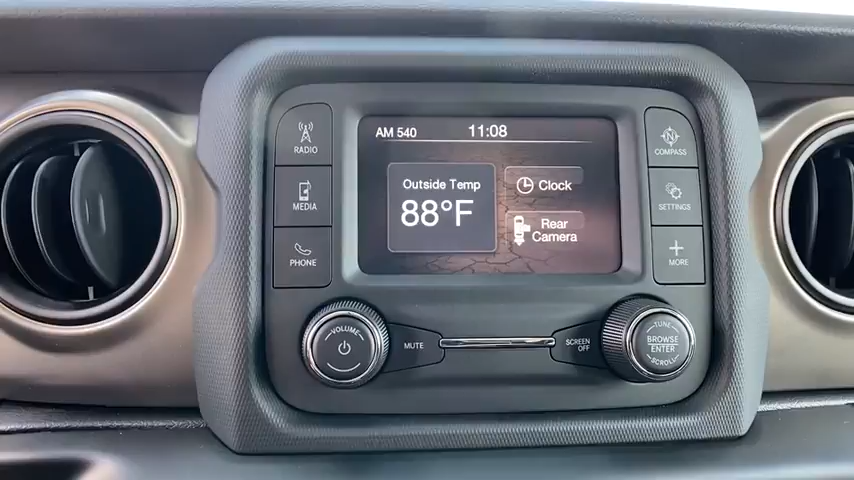 AM 540
11:08
RADIO
MEDIA
PHONE
Outside Temp
88°F
Clock
Rear
Camera
N
COMPASS
SETTINGS
MORE
VOLUME
MUTE
SCREEN
OFF
TUNE
BROWSE
ENTER
SCROLL